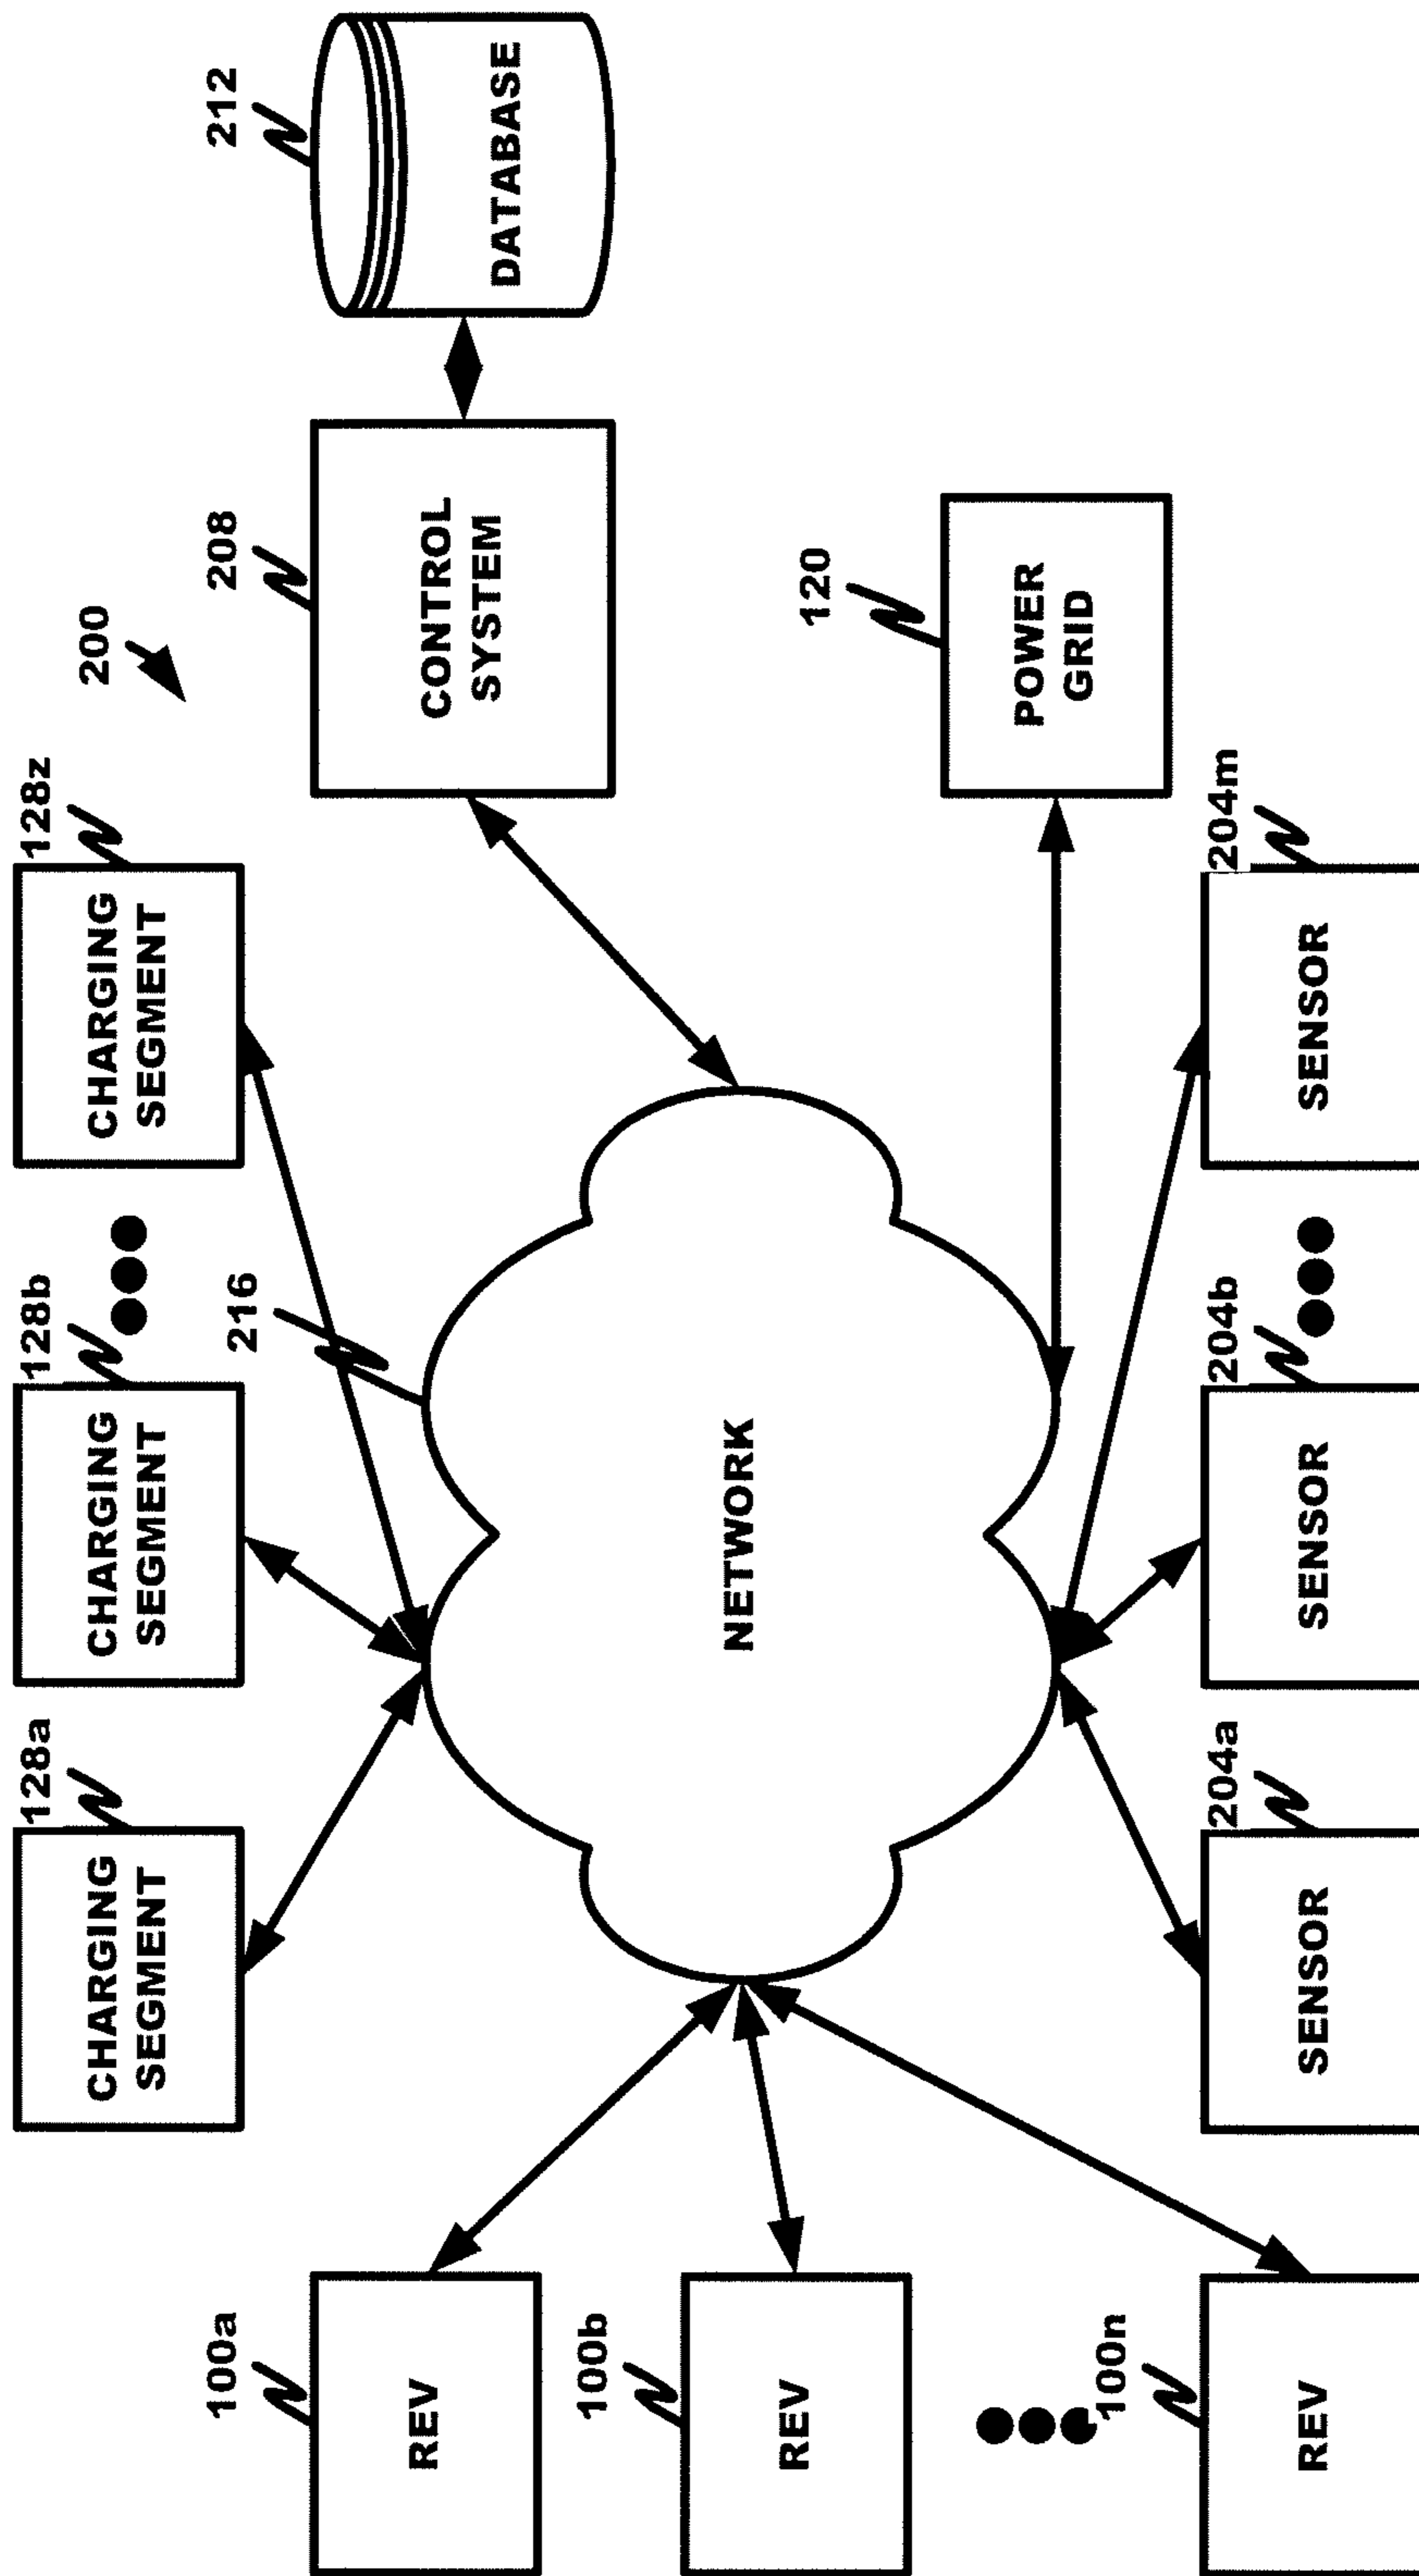 128a
CHARGING
SEGMENT
128b
CHARGING
SEGMENT
128z
CHARGING
SEGMENT
200
100a
REV
216
208
CONTROL
SYSTEM
212
DATABASE
100b
REV
NETWORK
120
POWER
GRID
100n
REV
204a
SENSOR
204b
SENSOR
204m
SENSOR